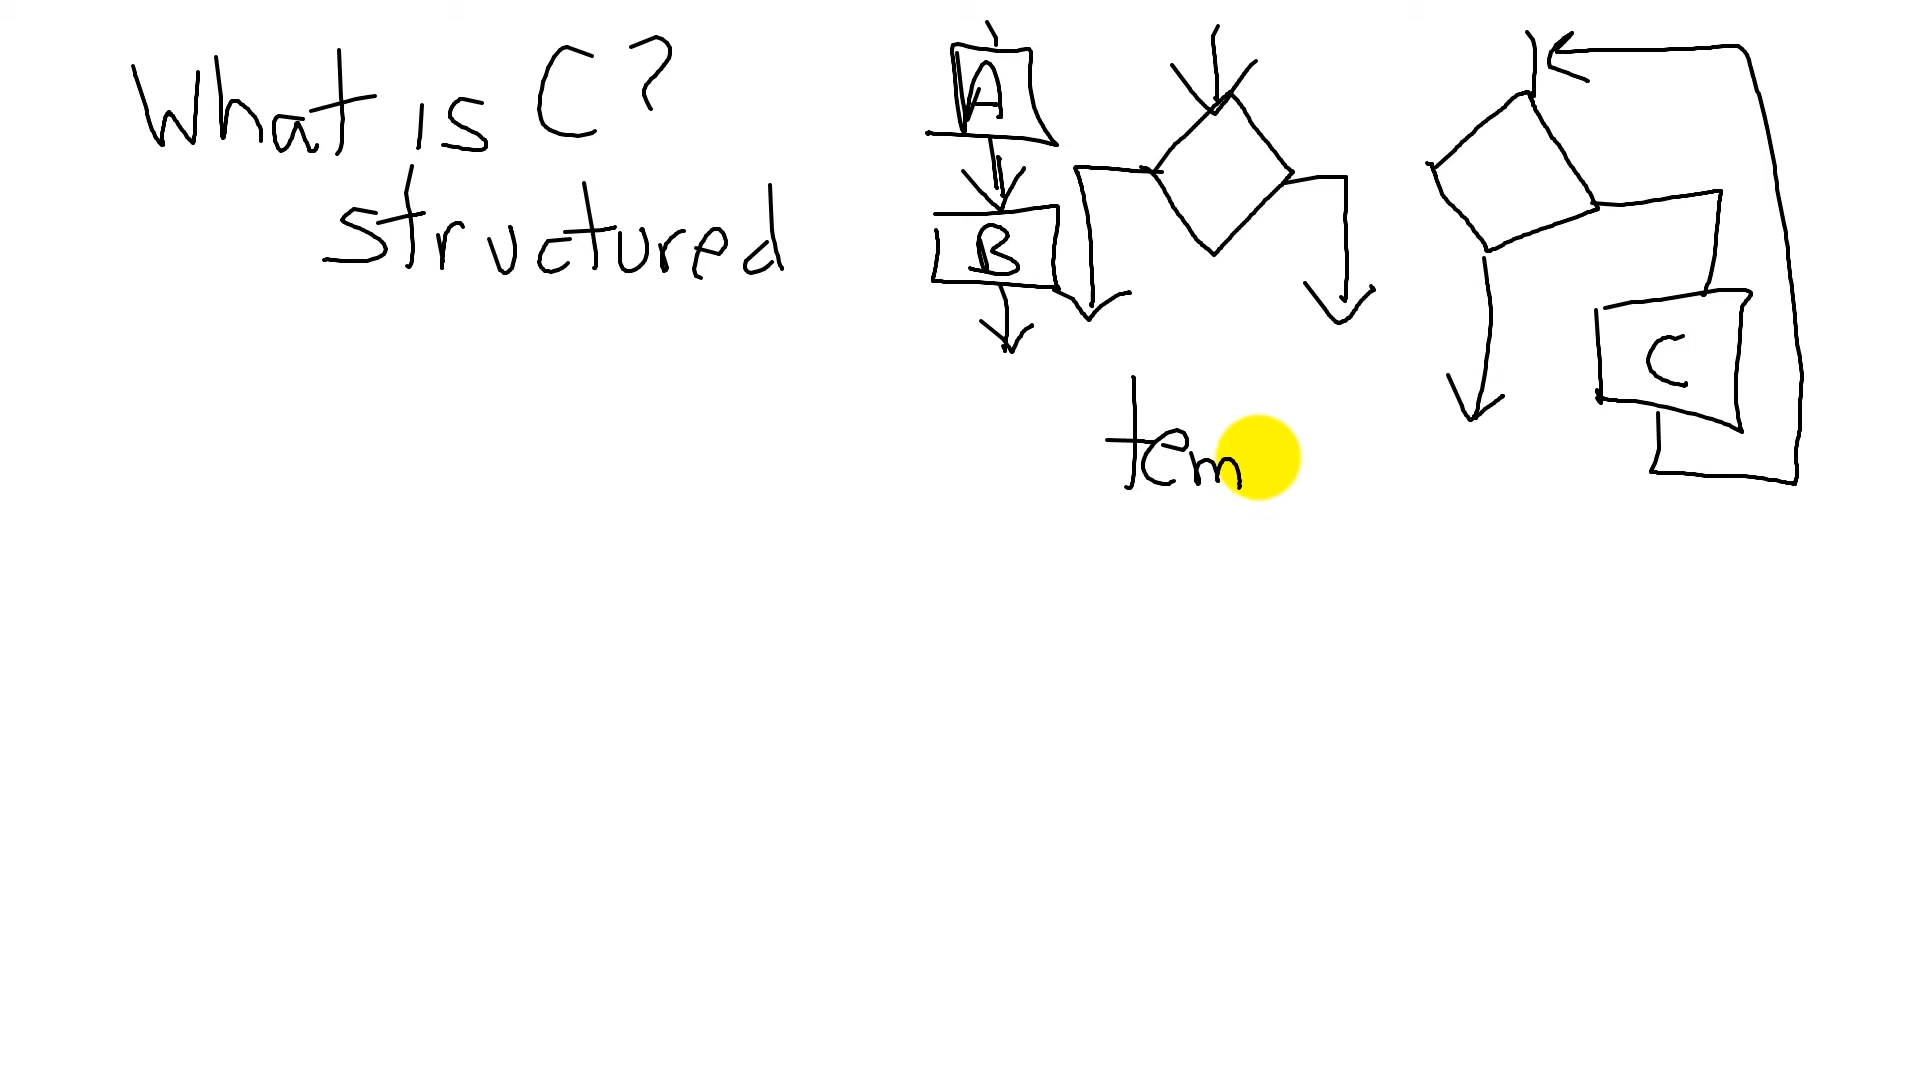 What is C?
structured
A
B
C
tem